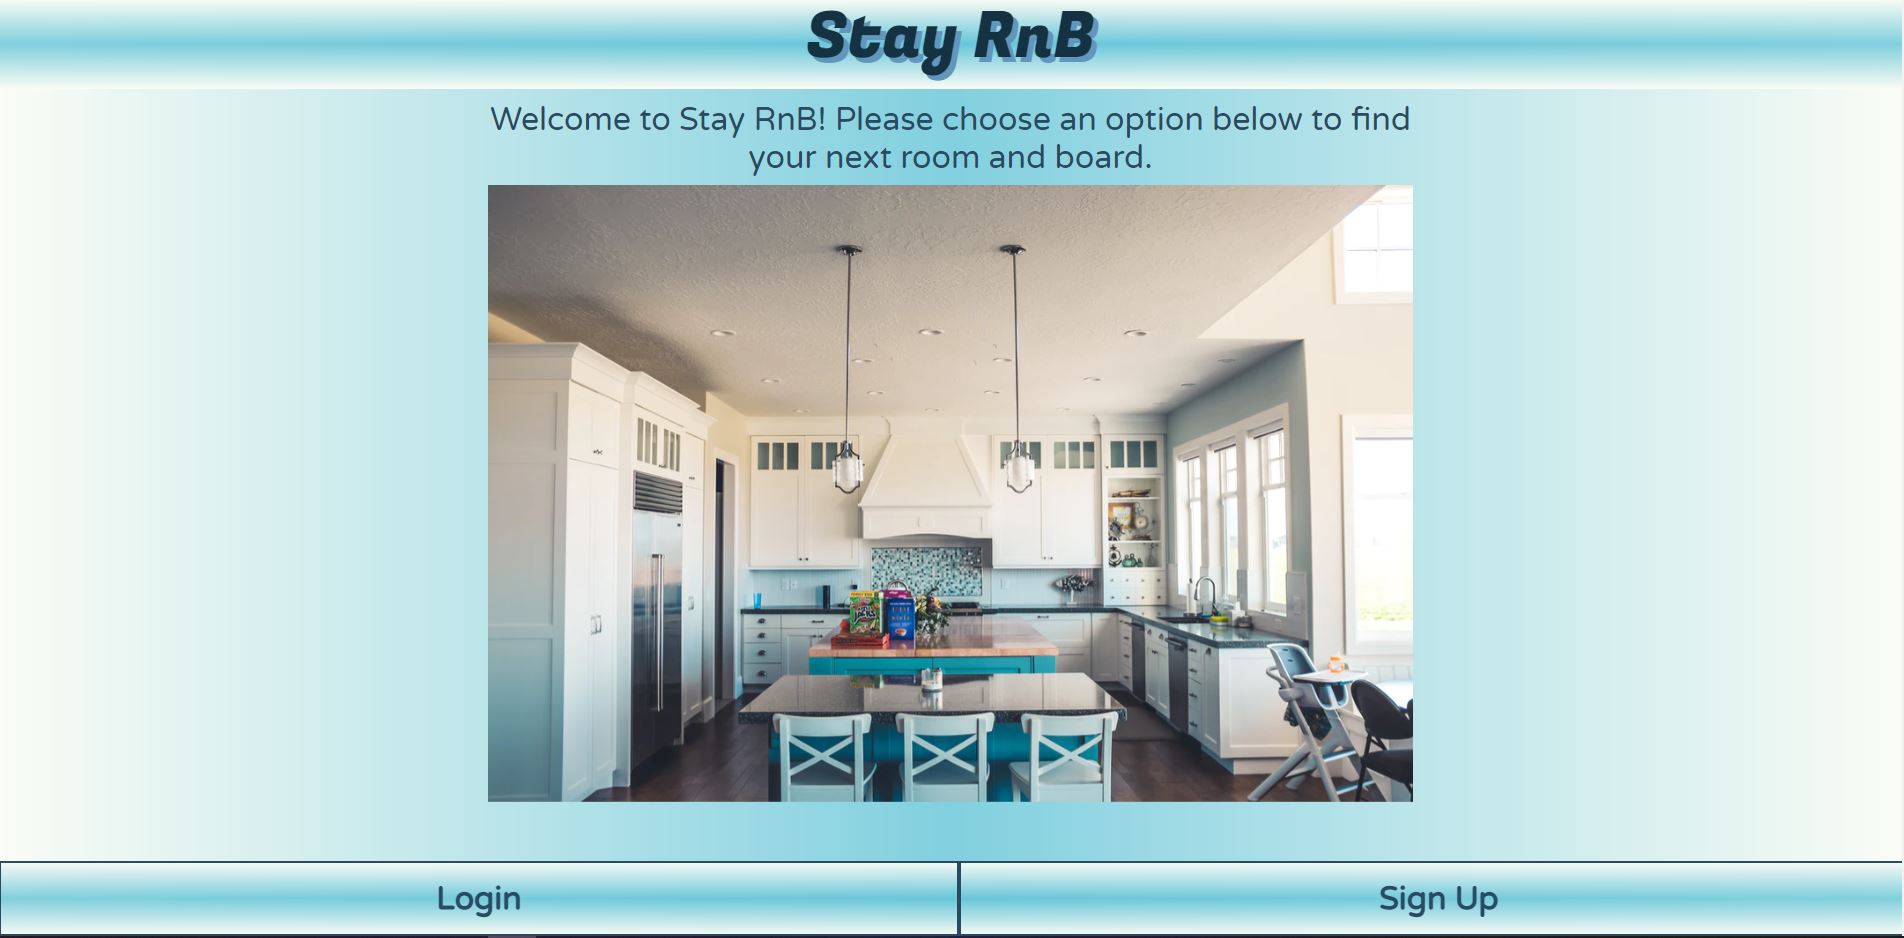 Stay RnB
Welcome to Stay RnB! Please choose an option below to find
your next room and board.
Login
Sign Up